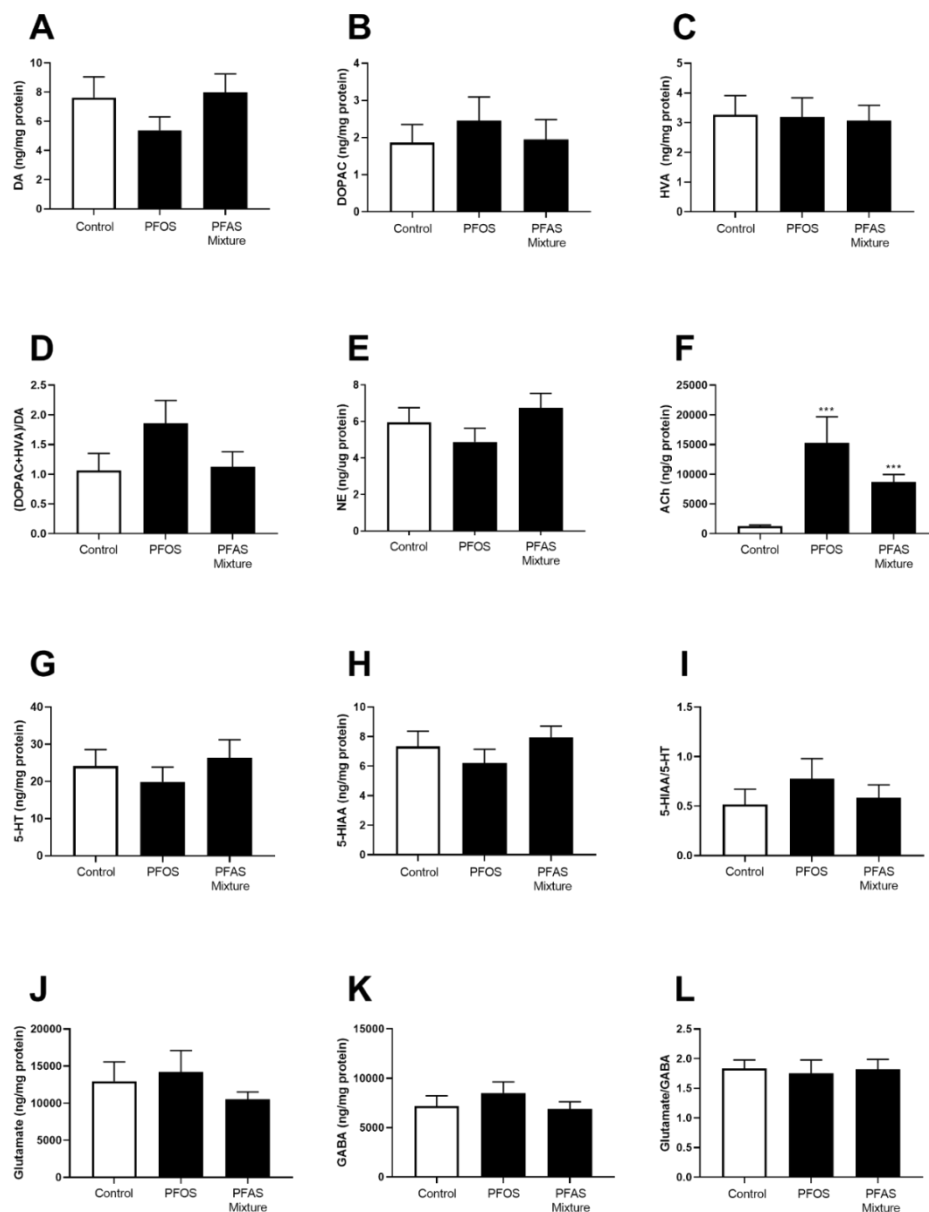 A
DA (ng/mg protein)
10
8
6
4
2
0
Control
PFOS
PFAS
Mixture
B
DOPAC (ng/mg protein)
4
3
2
1
0
Control
PFOS
PFAS
Mixture
C
HVA (ng/mg protein)
5
4
3
2
1
0
Control
PFOS
PFAS
Mixture
D
(DOPAC+HVA)/DA
2.5
2.0
1.5
1.0
0.5
0.0
Control
PFOS
PFAS
Mixture
E
NE (ng/ug protein)
8
6
4
2
0
Control
PFOS
PFAS
Mixture
F
ACh (ng/g protein)
25000
20000
15000
10000
5000
0
***
***
Control
PFOS
PFAS
Mixture
G
5-HT (ng/mg protein)
40
30
20
10
0
Control
PFOS
PFAS
Mixture
H
5-HIAA (ng/mg protein)
10
8
6
4
2
0
Control
PFOS
PFAS
Mixture
I
5-HIAA/5-HT
1.5
1.0
0.5
0.0
Control
PFOS
PFAS
Mixture
J
Glutamate (ng/mg protein)
20000
15000
10000
5000
0
Control
PFOS
PFAS
Mixture
K
GABA (ng/mg protein)
15000
10000
5000
0
Control
PFOS
PFAS
Mixture
L
Glutamate/GABA
2.5
2.0
1.5
1.0
0.5
0.0
Control
PFOS
PFAS
Mixture